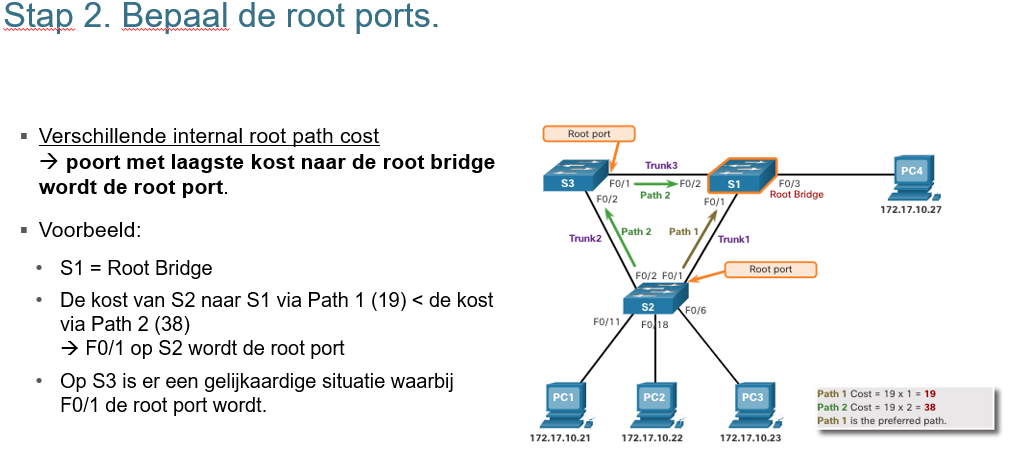 Stap 2. Bepaal de root ports.
▪ Verschillende internal root path cost
→ poort met laagste kost naar de root bridge
wordt de root port.
▪ Voorbeeld:
• S1 = Root Bridge
• De kost van S2 naar S1 via Path 1 (19) < de kost
via Path 2 (38)
→ F0/1 op S2 wordt de root port
• Op S3 is er een gelijkaardige situatie waarbij
F0/1 de root port wordt.
Root port
Trunk3
S3
F0/1
F0/2
S1
F0/3
PC4
Path 2
Root Bridge
F0/2
F0/1
172.17.10.27
Trunk2
Path 2
Path 1
Trunk1
F0/2
F0/1
Root port
S2
F0/6
F0/11
F0/18
PC1
PC2
PC3
172.17.10.21
172.17.10.22
172.17.10.23
Path 1 Cost = 19 x 1 = 19
Path 2 Cost = 19 x 2 = 38
Path 1 is the preferred path.